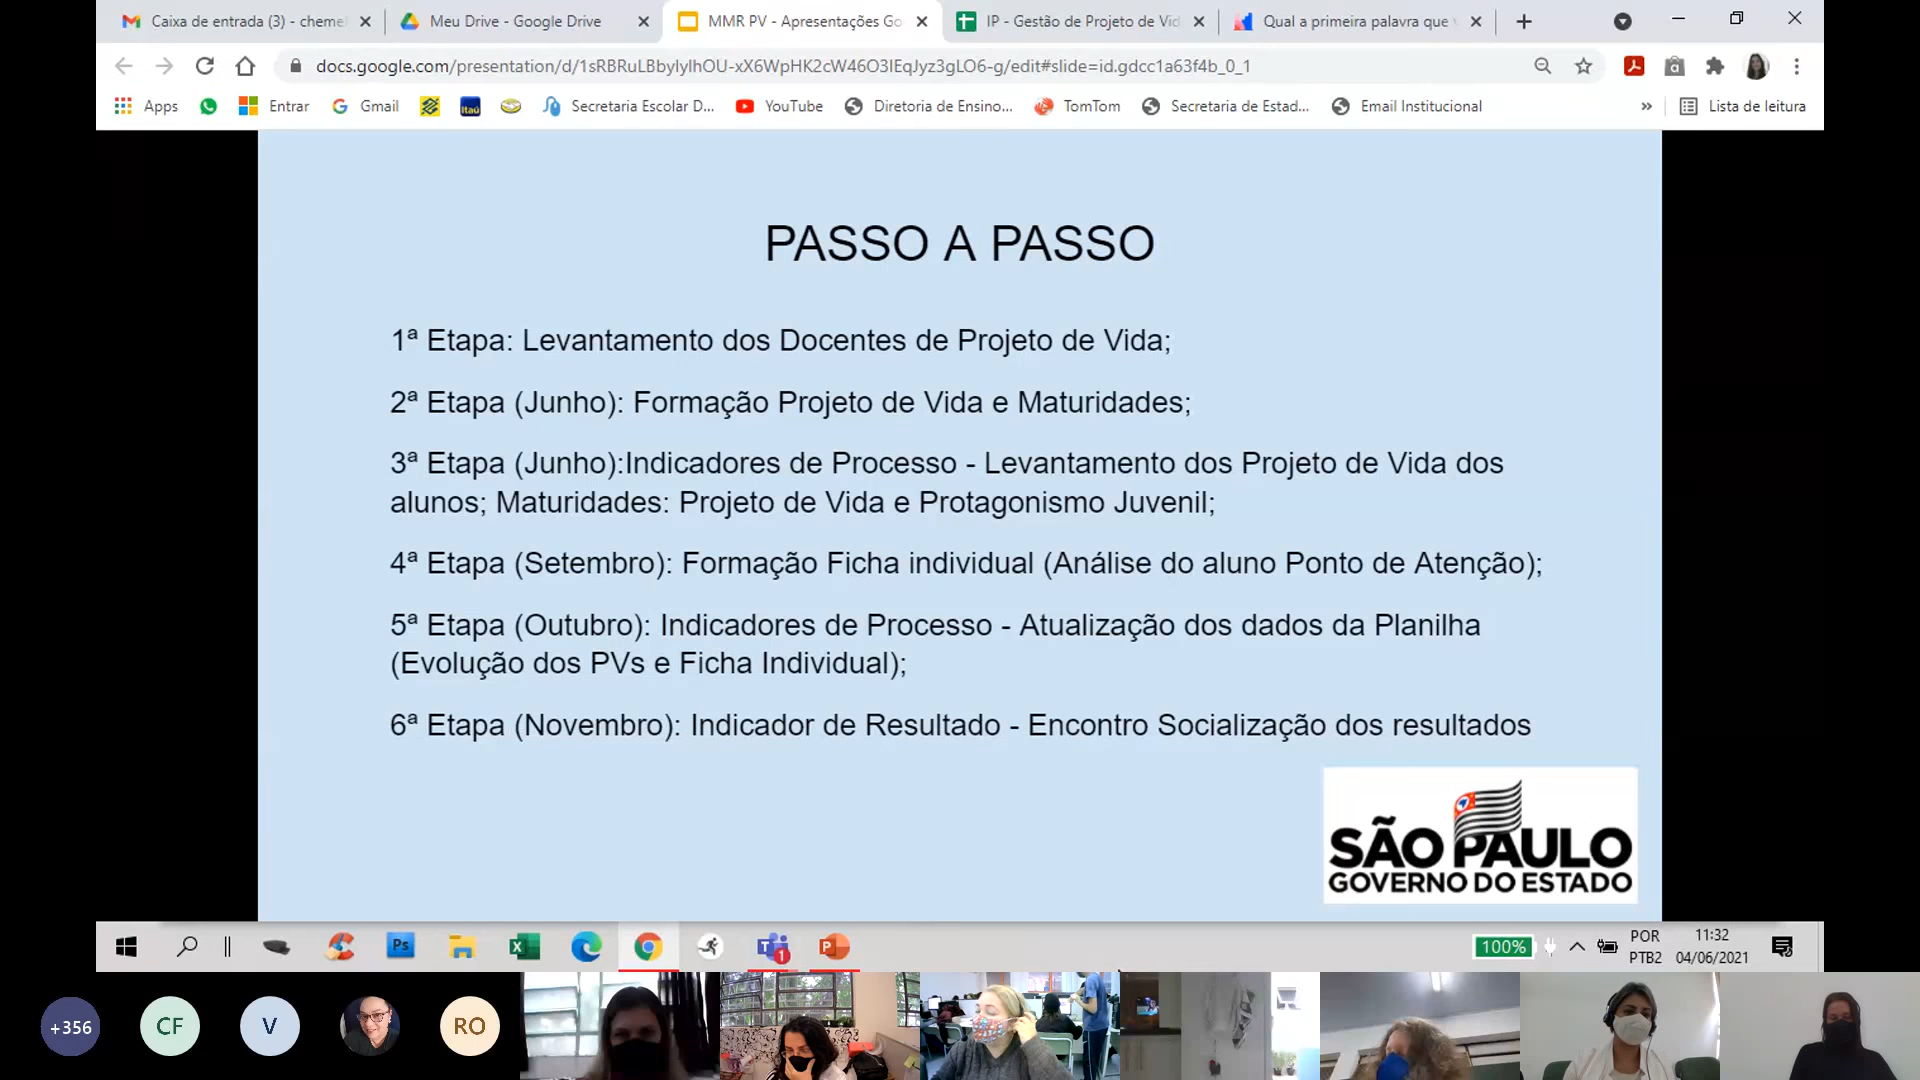 Caixa de entrada (3) - cheme
Meu Drive - Google Drive
MMR PV - Apresentações Go
IP - Gestão de Projeto de Vid
Qual a primeira palavra que v
docs.google.com/presentation/d/1sRBRuLBbyIyIhOU-xX6WpHK2cW46O3IEqJyz3gLO6-g/edit#slide=id.gdcc1a63f4b_0_1
Apps
Entrar
Gmail
Itaú
Secretaria Escolar D...
YouTube
Diretoria de Ensino...
TomTom
Secretaria de Estad...
Email Institucional
»
Lista de leitura
PASSO A PASSO
1ª Etapa: Levantamento dos Docentes de Projeto de Vida;
2ª Etapa (Junho): Formação Projeto de Vida e Maturidades;
3ª Etapa (Junho):Indicadores de Processo - Levantamento dos Projeto de Vida dos
alunos; Maturidades: Projeto de Vida e Protagonismo Juvenil;
4ª Etapa (Setembro): Formação Ficha individual (Análise do aluno Ponto de Atenção);
5ª Etapa (Outubro): Indicadores de Processo - Atualização dos dados da Planilha
(Evolução dos PVs e Ficha Individual);
6ª Etapa (Novembro): Indicador de Resultado - Encontro Socialização dos resultados
SÃO PAULO
GOVERNO DO ESTADO
Ps
1
100%
POR
PTB2
11:32
04/06/2021
+356
CF
V
RO